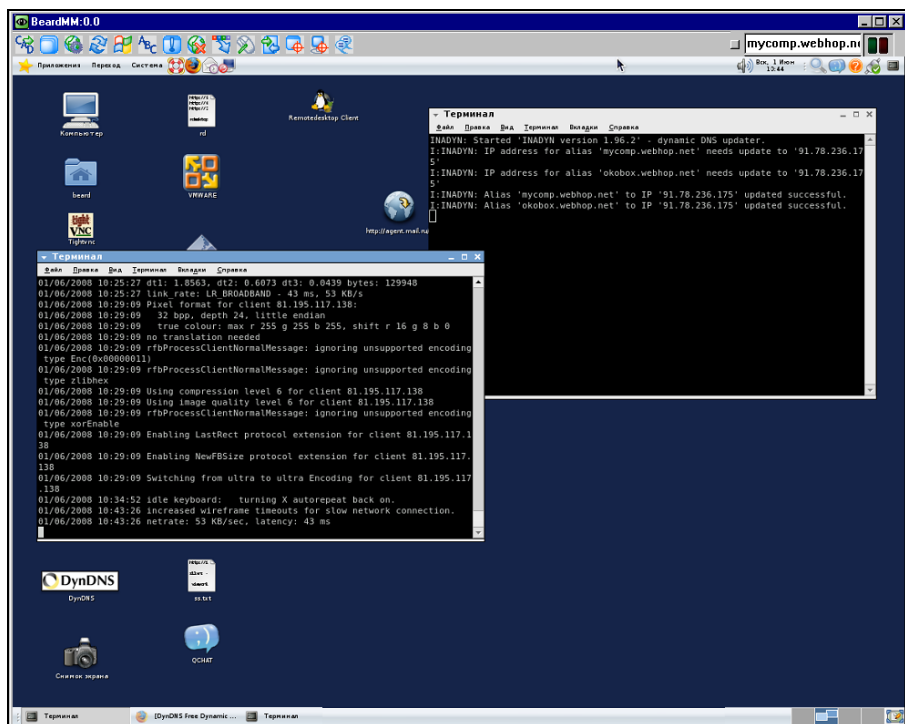 BeardMM:0.0
mycomp.webhop.n
Приложения Переход Система
Вск, 1 Июн
10:44
Компьютер
rd
Remotedesktop Client
beard
VMWARE
Tight
VNC
Tightvnc
http://agent.mail.ru
Терминал
Файл Правка Вид Терминал Вкладки Справка
INADYN: Started 'INADYN version 1.96.2' - dynamic DNS updater.
I:INADYN: IP address for alias 'mycomp.webhop.net' needs update to '91.78.236.17
5'
I:INADYN: IP address for alias 'okobox.webhop.net' needs update to '91.78.236.17
5'
I:INADYN: Alias 'mycomp.webhop.net' to IP '91.78.236.175' updated successful.
I:INADYN: Alias 'okobox.webhop.net' to IP '91.78.236.175' updated successful.
Терминал
Файл Правка Вид Терминал Вкладки Справка
01/06/2008 10:25:27 dt1: 1.8563, dt2: 0.6073 dt3: 0.0439 bytes: 129948
01/06/2008 10:25:27 link_rate: LR_BROADBAND - 43 ms, 53 KB/s
01/06/2008 10:29:09 Pixel format for client 81.195.117.138:
01/06/2008 10:29:09 32 bpp, depth 24, little endian
01/06/2008 10:29:09 true colour: max r 255 g 255 b 255, shift r 16 g 8 b 0
01/06/2008 10:29:09 no translation needed
01/06/2008 10:29:09 rfbProcessClientNormalMessage: ignoring unsupported encoding
type Enc(0x00000011)
01/06/2008 10:29:09 rfbProcessClientNormalMessage: ignoring unsupported encoding
type zlibhex
01/06/2008 10:29:09 Using compression level 6 for client 81.195.117.138
01/06/2008 10:29:09 Using image quality level 6 for client 81.195.117.138
01/06/2008 10:29:09 rfbProcessClientNormalMessage: ignoring unsupported encoding
type xorEnable
01/06/2008 10:29:09 Enabling LastRect protocol extension for client 81.195.117.1
38
01/06/2008 10:29:09 Enabling NewFBSize protocol extension for client 81.195.117.
138
01/06/2008 10:29:09 Switching from ultra to ultra Encoding for client 81.195.117
.138
01/06/2008 10:34:52 idle keyboard: turning X autorepeat back on.
01/06/2008 10:43:26 increased wireframe timeouts for slow network connection.
01/06/2008 10:43:26 netrate: 53 KB/sec, latency: 43 ms
DynDNS
DynDNS
ss.txt
Снимок экрана
QCHAT
Терминал
[DynDNS Free Dynamic ...
Терминал